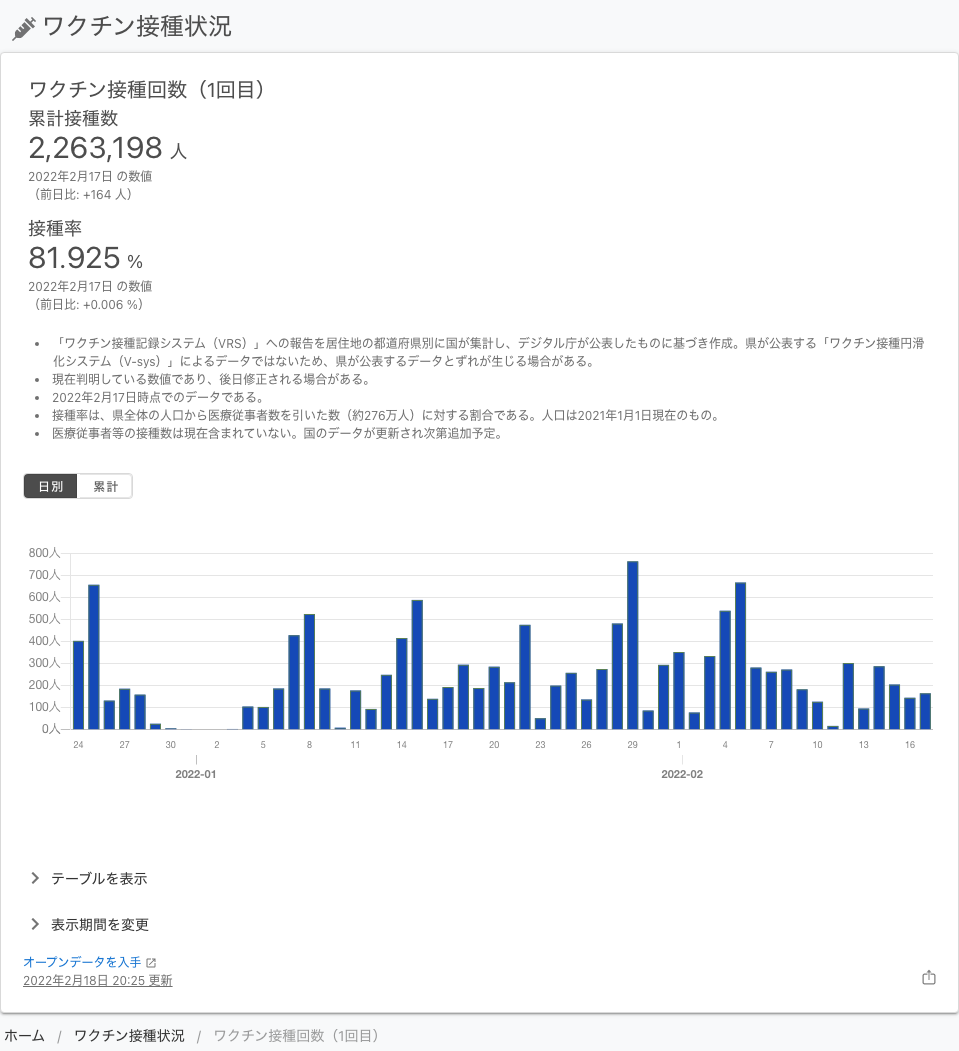 ワクチン接種状況
ワクチン接種回数（1回目）
累計接種数
2,263,198 人
2022年2月17日 の数値
（前日比: +164 人）
接種率
81.925 %
2022年2月17日 の数値
（前日比: +0.006 %）
• 「ワクチン接種記録システム（VRS）」への報告を居住地の都道府県別に国が集計し、デジタル庁が公表したものに基づき作成。県が公表する「ワクチン接種円滑
化システム（V-sys）」によるデータではないため、県が公表するデータとずれが生じる場合がある。
• 現在判明している数値であり、後日修正される場合がある。
• 2022年2月17日時点でのデータである。
• 接種率は、県全体の人口から医療従事者数を引いた数（約276万人）に対する割合である。人口は2021年1月1日現在のもの。
• 医療従事者等の接種数は現在含まれていない。国のデータが更新され次第追加予定。
日別 累計
800人
700人
600人
500人
400人
300人
200人
100人
0人
24 27 30 2 5 8 11 14 17 20 23 26 29 1 4 7 10 13 16
2022-01 2022-02
テーブルを表示
表示期間を変更
オープンデータを入手
2022年2月18日 20:25 更新
ホーム / ワクチン接種状況 / ワクチン接種回数（1回目）